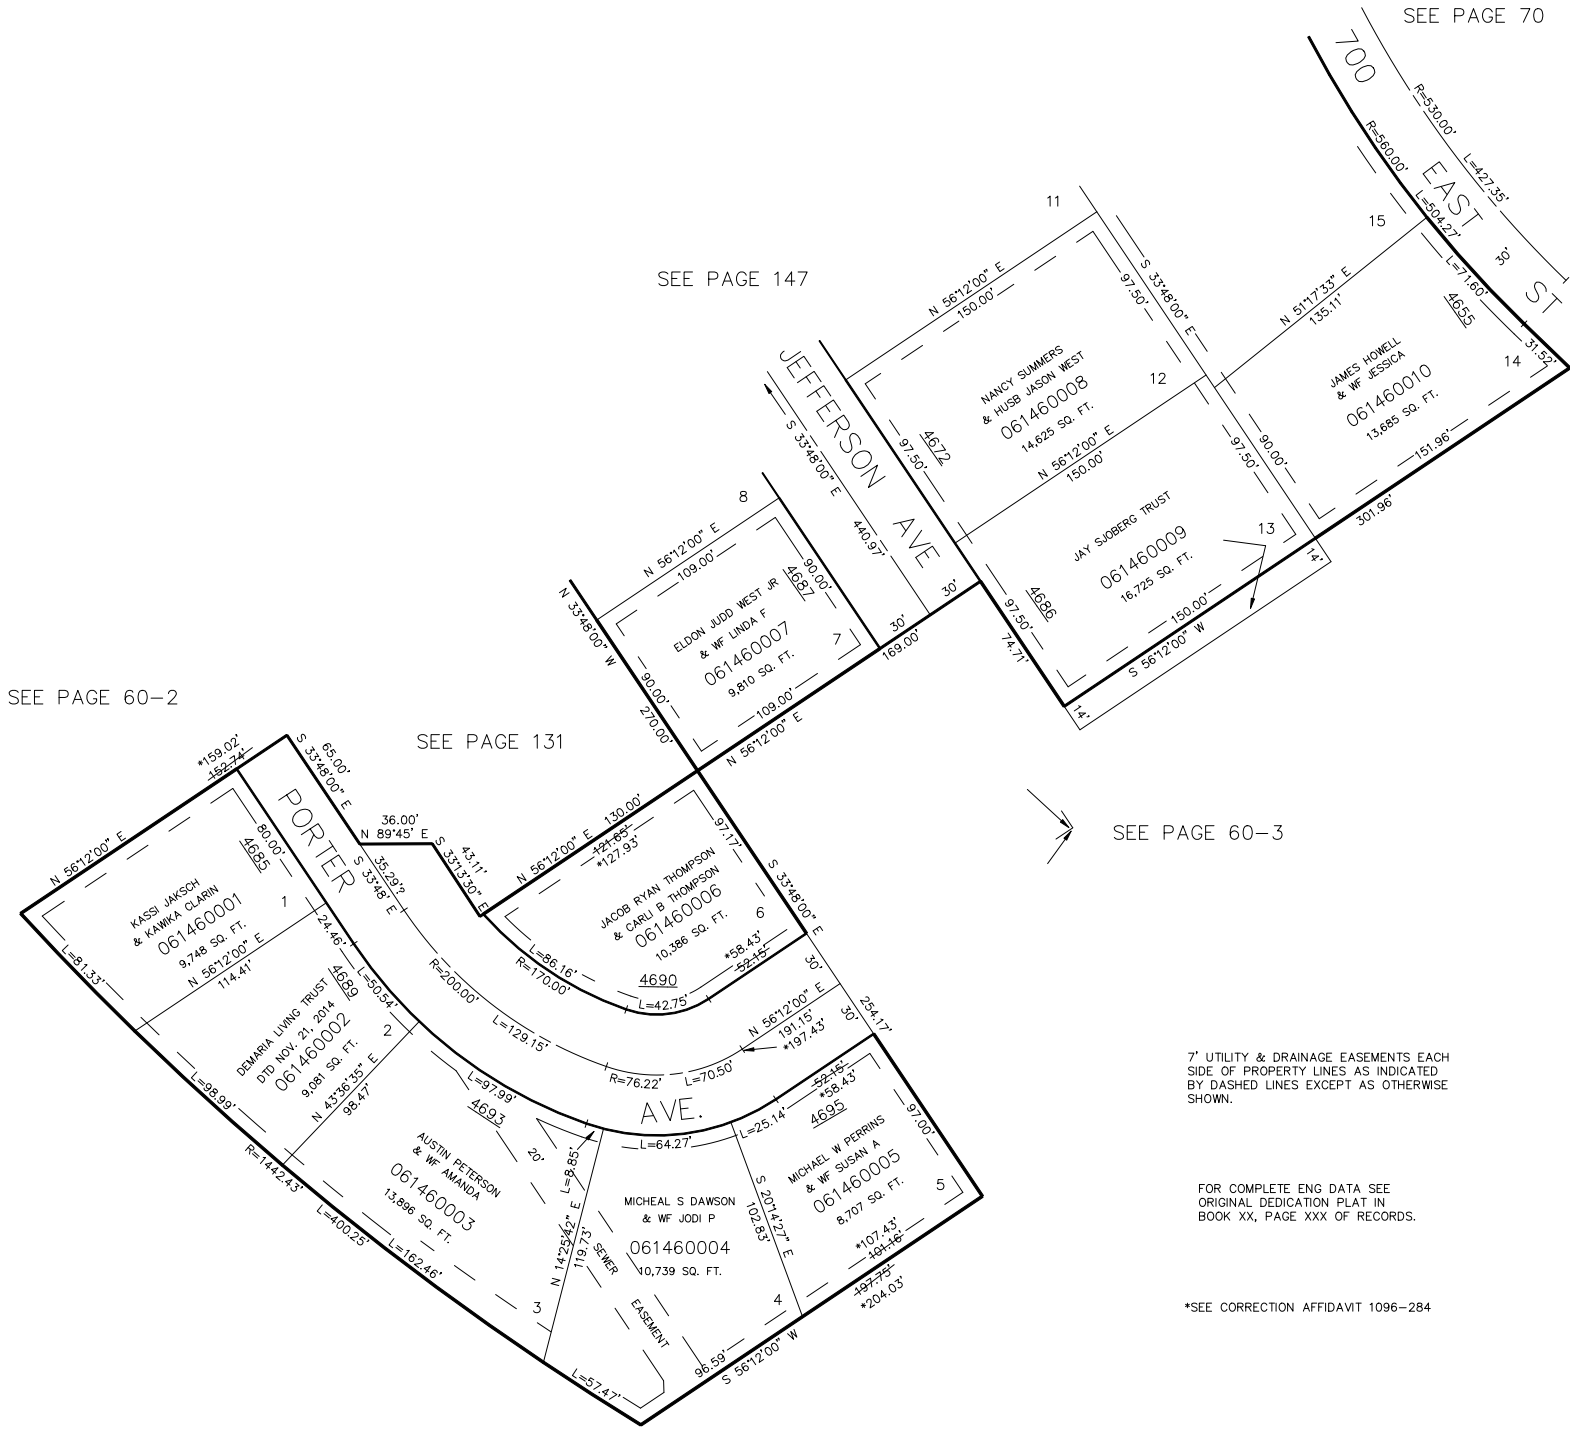 SEE PAGE 70
700 EAST ST
R=530.00'
L=427.35'
R=560.00'
L=504.27'
30'
15
L=71.60'
4655
31.52'
14
N 51°17'33" E
135.11'
JAMES HOWELL
& WF JESSICA
061460010
13,685 SQ. FT.
90.00'
151.96'
301.96'
11
SEE PAGE 147
N 56°12'00" E
150.00'
S 33°48'00" E
97.50'
NANCY SUMMERS
& HUSB JASON WEST
061460008
14,625 SQ. FT.
12
4672
97.50'
N 56°12'00" E
150.00'
97.50'
JAY SJOBERG TRUST
061460009
16,725 SQ. FT.
13
4686
97.50'
74.71'
150.00'
S 56°12'00" W
14'
14'
JEFFERSON AVE
S 33°48'00" E
440.97'
30'
30'
169.00'
8
N 56°12'00" E
109.00'
N 33°48'00" W
90.00'
4687
ELDON JUDD WEST JR
& WF LINDA F
061460007
9,810 SQ. FT.
7
90.00'
270.00'
109.00'
N 56°12'00" E
SEE PAGE 60-2
SEE PAGE 131
SEE PAGE 60-3
*159.02'
152.74'
S 33°48'00" E
65.00'
36.00'
N 89°45' E
S 33°13'30" E
43.11'
N 56°12'00" E
130.00'
121.65'
*127.93'
97.17'
S 33°48'00" E
JACOB RYAN THOMPSON
& CARLI B THOMPSON
061460006
10,386 SQ. FT.
6
4690
*58.43'
52.15'
L=86.16'
R=170.00'
L=42.75'
PORTER AVE.
35.29'?
S 33°48' E
R=200.00'
L=129.15'
R=76.22'
L=70.50'
N 56°12'00" E
191.15'
*197.43'
30'
30'
254.17'
N 56°12'00" E
80.00'
4685
KASSI JAKSCH
& KAWIKA CLARIN
061460001
9,748 SQ. FT.
1
N 56°12'00" E
114.41'
L=81.33'
24.46'
4689
L=50.54'
DEMARIA LIVING TRUST
DTD NOV. 21, 2014
061460002
9,081 SQ. FT.
2
N 43°36'35" E
98.47'
L=98.99'
R=1442.43'
L=400.25'
L=97.99'
4693
AUSTIN PETERSON
& WF AMANDA
061460003
13,896 SQ. FT.
3
L=162.46'
20'
L=8.85'
N 14°25'42" E
119.73'
SEWER
EASEMENT
L=57.47'
L=64.27'
MICHEAL S DAWSON
& WF JODI P
061460004
10,739 SQ. FT.
4
96.59'
S 56°12'00" W
S 20°14'27" E
102.83'
L=25.14'
52.15'
*58.43'
4695
MICHAEL W PERRINS
& WF SUSAN A
061460005
8,707 SQ. FT.
5
97.00'
*107.43'
101.16'
197.75'
*204.03'
7' UTILITY & DRAINAGE EASEMENTS EACH
SIDE OF PROPERTY LINES AS INDICATED
BY DASHED LINES EXCEPT AS OTHERWISE
SHOWN.
FOR COMPLETE ENG DATA SEE
ORIGINAL DEDICATION PLAT IN
BOOK XX, PAGE XXX OF RECORDS.
*SEE CORRECTION AFFIDAVIT 1096-284